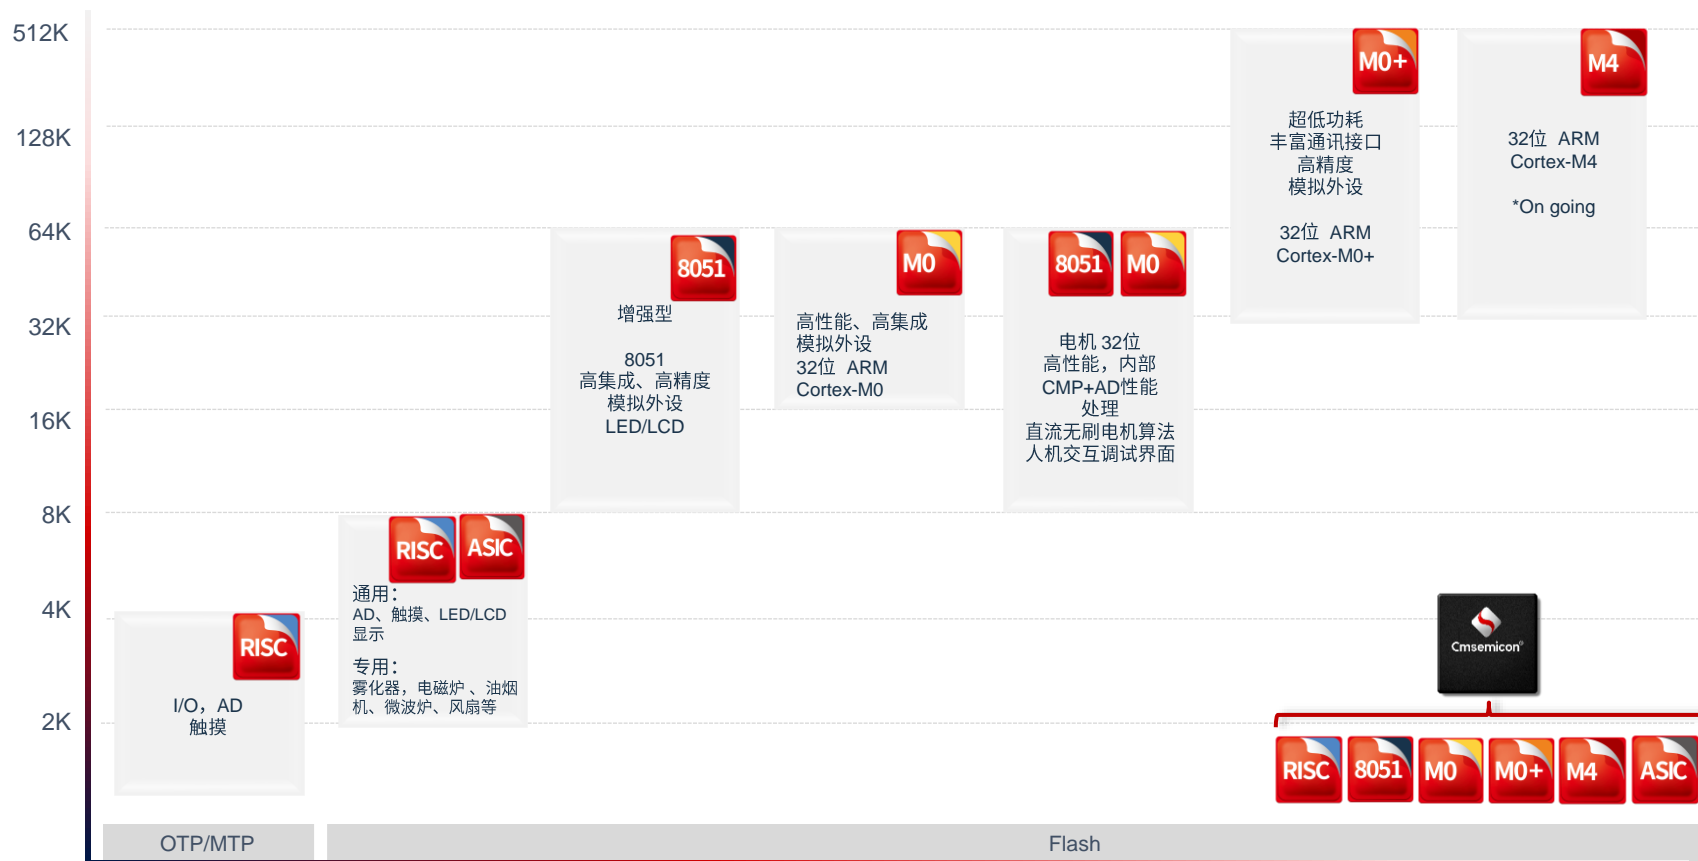 512K
128K
64K
32K
16K
8K
4K
2K
RISC
I/O，AD
触摸
RISC
ASIC
通用：
AD、触摸、LED/LCD
显示
专用：
雾化器，电磁炉 、油烟
机、微波炉、风扇等
8051
增强型
8051
高集成、高精度
模拟外设
LED/LCD
M0
高性能、高集成
模拟外设
32位 ARM
Cortex-M0
8051
M0
电机 32位
高性能，内部
CMP+AD性能
处理
直流无刷电机算法
人机交互调试界面
M0+
超低功耗
丰富通讯接口
高精度
模拟外设
32位 ARM
Cortex-M0+
M4
32位 ARM
Cortex-M4
*On going
Cmsemicon®
RISC
8051
M0
M0+
M4
ASIC
OTP/MTP
Flash